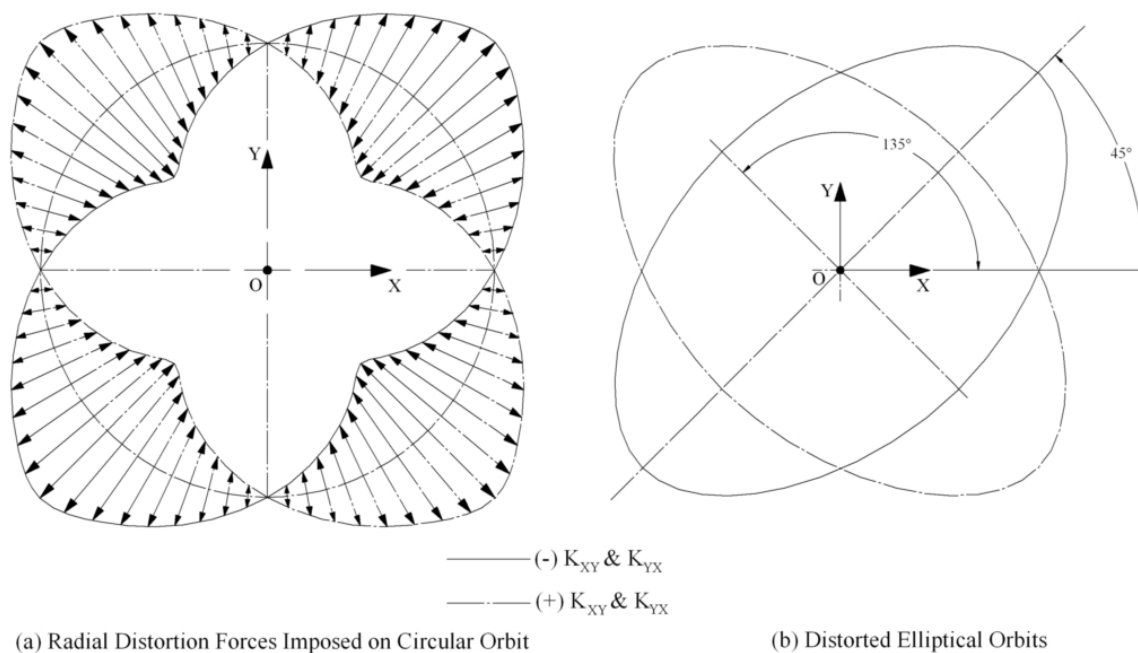 Y
O
X
135°
45°
Y
O
X
(-) K_XY & K_YX
(+) K_XY & K_YX
(a) Radial Distortion Forces Imposed on Circular Orbit
(b) Distorted Elliptical Orbits